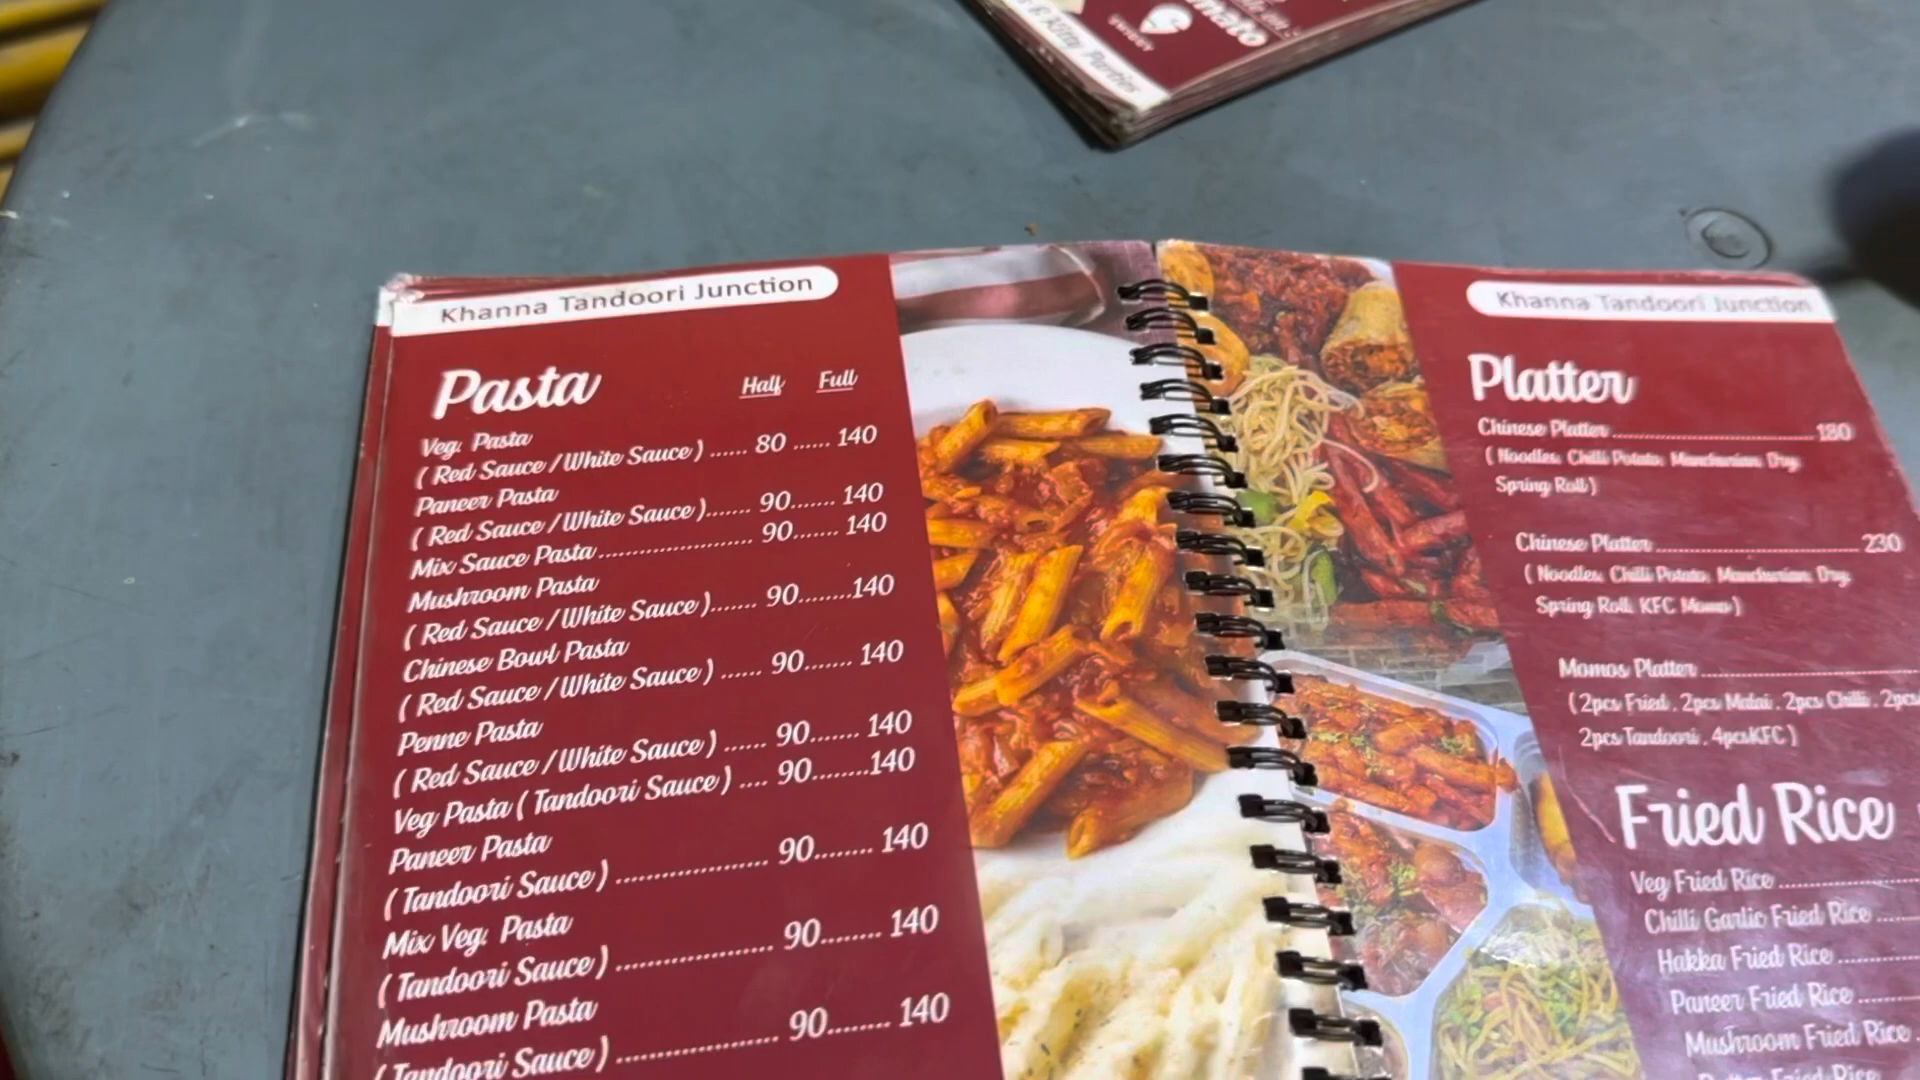 & Kitty Parties
swiggy
mato
Khanna Tandoori Junction
Pasta Half Full
Veg. Pasta
( Red Sauce / White Sauce ) ...... 80 ...... 140
Paneer Pasta
( Red Sauce / White Sauce )....... 90....... 140
Mix Sauce Pasta........................ 90....... 140
Mushroom Pasta
( Red Sauce / White Sauce )....... 90........140
Chinese Bowl Pasta
( Red Sauce / White Sauce ) ...... 90....... 140
Penne Pasta
( Red Sauce / White Sauce ) ...... 90....... 140
Veg Pasta ( Tandoori Sauce ) .... 90........140
Paneer Pasta
( Tandoori Sauce ) ....................... 90........ 140
Mix Veg. Pasta
( Tandoori Sauce ) ....................... 90........ 140
Mushroom Pasta
( Tandoori Sauce ) ....................... 90........ 140
Khanna Tandoori Junction
Platter
Chinese Platter ........................................ 180
( Noodles, Chilli Potato, Manchurian Dry,
Spring Roll )
Chinese Platter ........................................ 230
( Noodles, Chilli Potato, Manchurian Dry,
Spring Roll, KFC Momo )
Momos Platter ........................................
( 2pcs Fried , 2pcs Malai , 2pcs Chilli , 2pcs
2pcs Tandoori , 4pcsKFC )
Fried Rice
Veg Fried Rice ........................
Chilli Garlic Fried Rice ......
Hakka Fried Rice .............
Paneer Fried Rice ..........
Mushroom Fried Rice .
Fried Rice